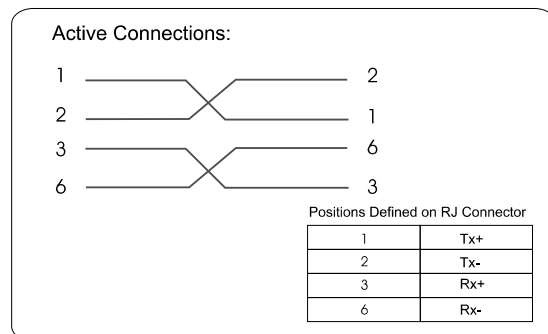 Active Connections:
1 2
2 1
3 6
6 3
Positions Defined on RJ Connector
1 Tx+
2 Tx-
3 Rx+
6 Rx-